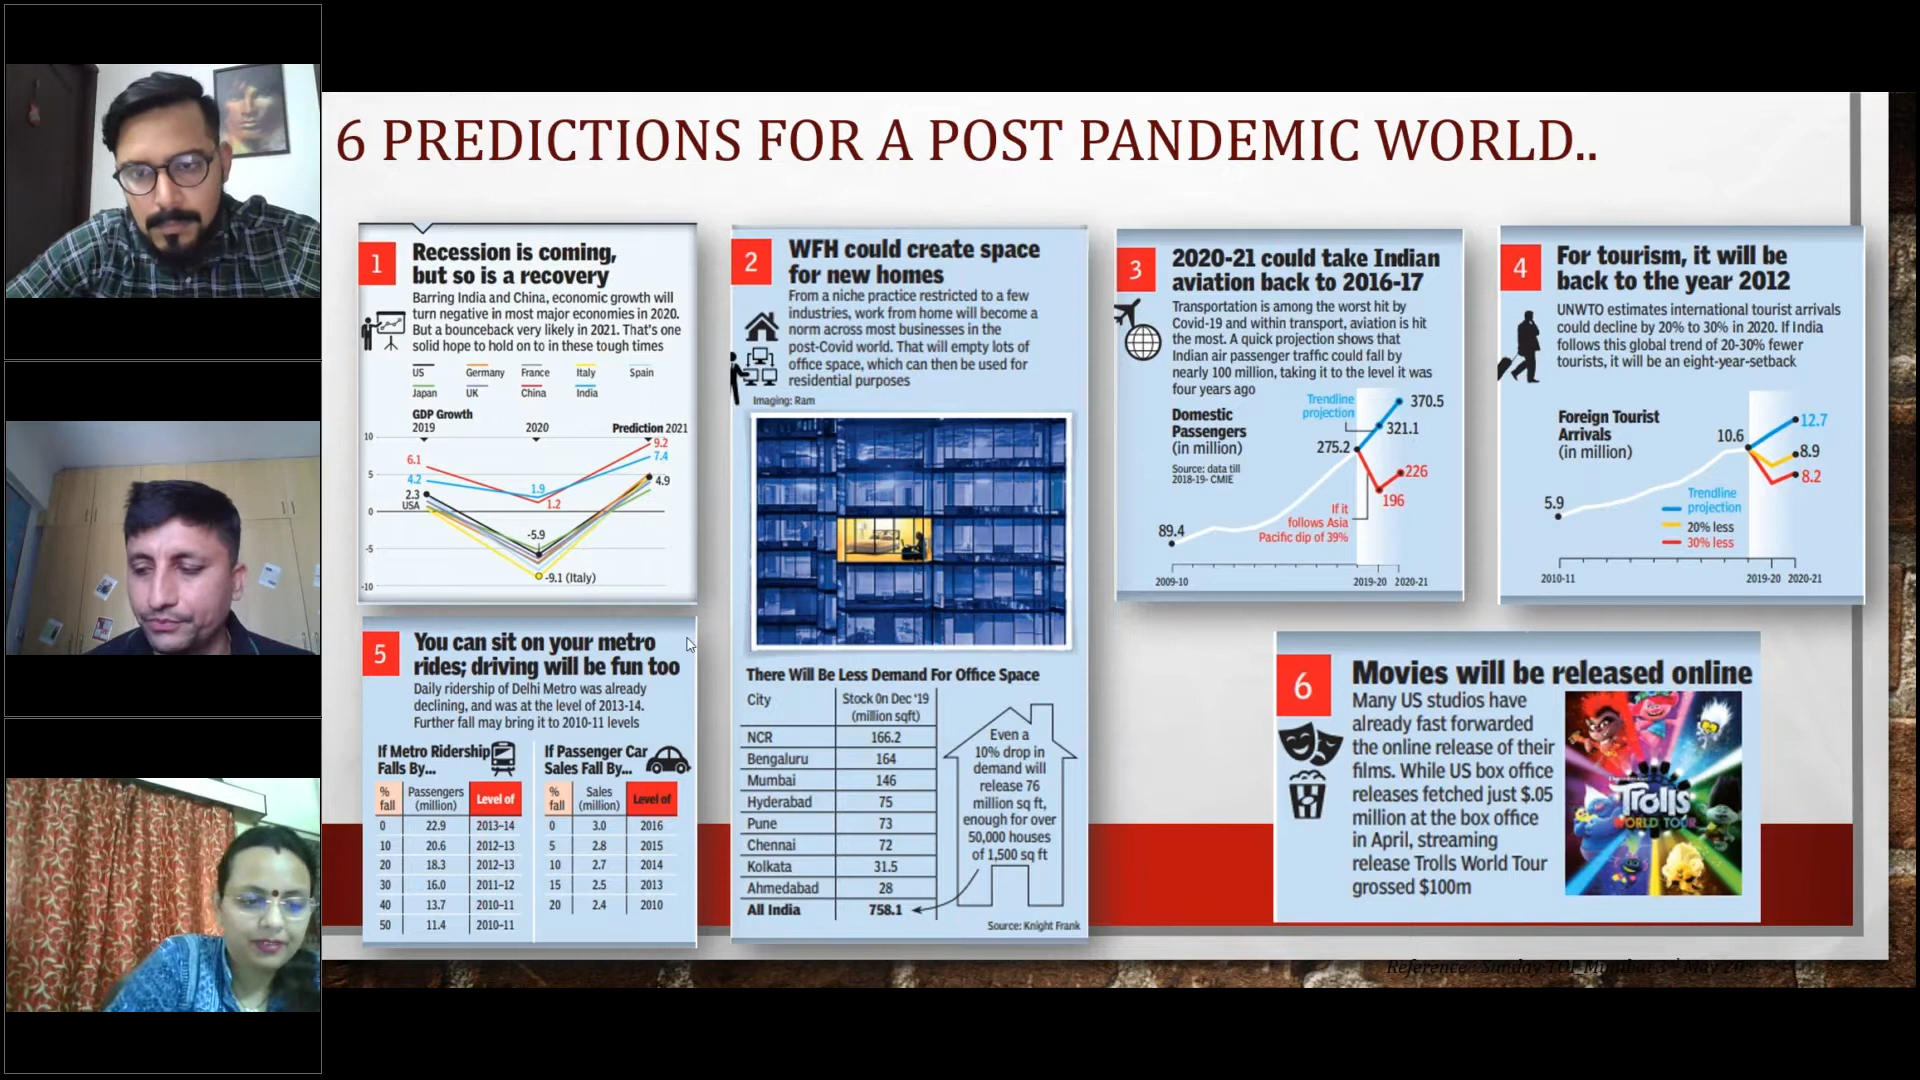 6 PREDICTIONS FOR A POST PANDEMIC WORLD..
1
Recession is coming,
but so is a recovery
Barring India and China, economic growth will
turn negative in most major economies in 2020.
But a bounceback very likely in 2021. That's one
solid hope to hold on to in these tough times
US Germany France Italy Spain
Japan UK China India
GDP Growth
2019 2020 Prediction 2021
10
5
0
-5
-10
6.1
4.2
2.3
USA
1.9
1.2
-5.9
-9.1 (Italy)
9.2
7.4
4.9
2
WFH could create space
for new homes
From a niche practice restricted to a few
industries, work from home will become a
norm across most businesses in the
post-Covid world. That will empty lots of
office space, which can then be used for
residential purposes
Imaging: Ram
There Will Be Less Demand For Office Space
City Stock 0n Dec '19
(million sqft)
NCR 166.2
Bengaluru 164
Mumbai 146
Hyderabad 75
Pune 73
Chennai 72
Kolkata 31.5
Ahmedabad 28
All India 758.1
Even a
10% drop in
demand will
release 76
million sq ft,
enough for over
50,000 houses
of 1,500 sq ft
Source: Knight Frank
3
2020-21 could take Indian
aviation back to 2016-17
Transportation is among the worst hit by
Covid-19 and within transport, aviation is hit
the most. A quick projection shows that
Indian air passenger traffic could fall by
nearly 100 million, taking it to the level it was
four years ago
Domestic
Passengers
(in million)
Source: data till
2018-19- CMIE
Trendline
projection
370.5
321.1
275.2
226
196
If it
follows Asia
Pacific dip of 39%
89.4
2009-10 2019-20 2020-21
4
For tourism, it will be
back to the year 2012
UNWTO estimates international tourist arrivals
could decline by 20% to 30% in 2020. If India
follows this global trend of 20-30% fewer
tourists, it will be an eight-year-setback
Foreign Tourist
Arrivals
(in million)
10.6
12.7
8.9
8.2
5.9
Trendline
projection
20% less
30% less
2010-11 2019-20 2020-21
5
You can sit on your metro
rides; driving will be fun too
Daily ridership of Delhi Metro was already
declining, and was at the level of 2013-14.
Further fall may bring it to 2010-11 levels
If Metro Ridership
Falls By...
% fall Passengers (million) Level of
0 22.9 2013-14
10 20.6 2012-13
20 18.3 2012-13
30 16.0 2011-12
40 13.7 2010-11
50 11.4 2010-11
If Passenger Car
Sales Fall By...
% fall Sales (million) Level of
0 3.0 2016
5 2.8 2015
10 2.7 2014
15 2.5 2013
20 2.4 2010
6
Movies will be released online
Many US studios have
already fast forwarded
the online release of their
films. While US box office
releases fetched just $.05
million at the box office
in April, streaming
release Trolls World Tour
grossed $100m
Trolls
WORLD TOUR
Reference : Sunday TOI Mumbai 3 May 20